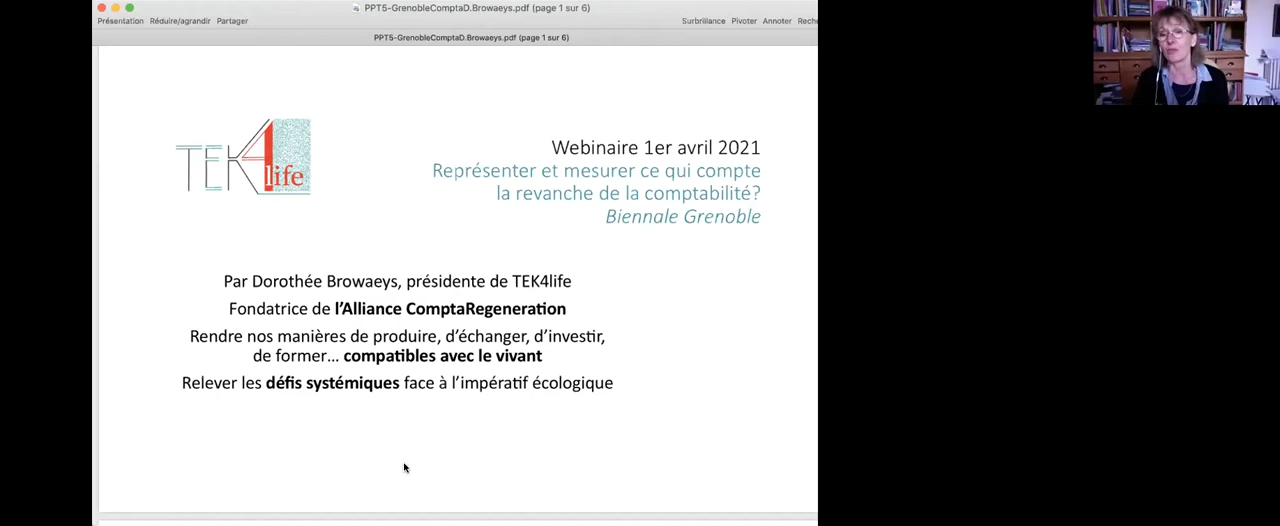 PPT5-GrenobleComptaD.Browaeys.pdf (page 1 sur 6)
Présentation Réduire/agrandir Partager Surbrillance Pivoter Annoter Reche
PPT5-GrenobleComptaD.Browaeys.pdf (page 1 sur 6)
TEK4life
Webinaire 1er avril 2021
Représenter et mesurer ce qui compte
la revanche de la comptabilité?
Biennale Grenoble
Par Dorothée Browaeys, présidente de TEK4life
Fondatrice de l'Alliance ComptaRegeneration
Rendre nos manières de produire, d'échanger, d'investir,
de former... compatibles avec le vivant
Relever les défis systémiques face à l'impératif écologique